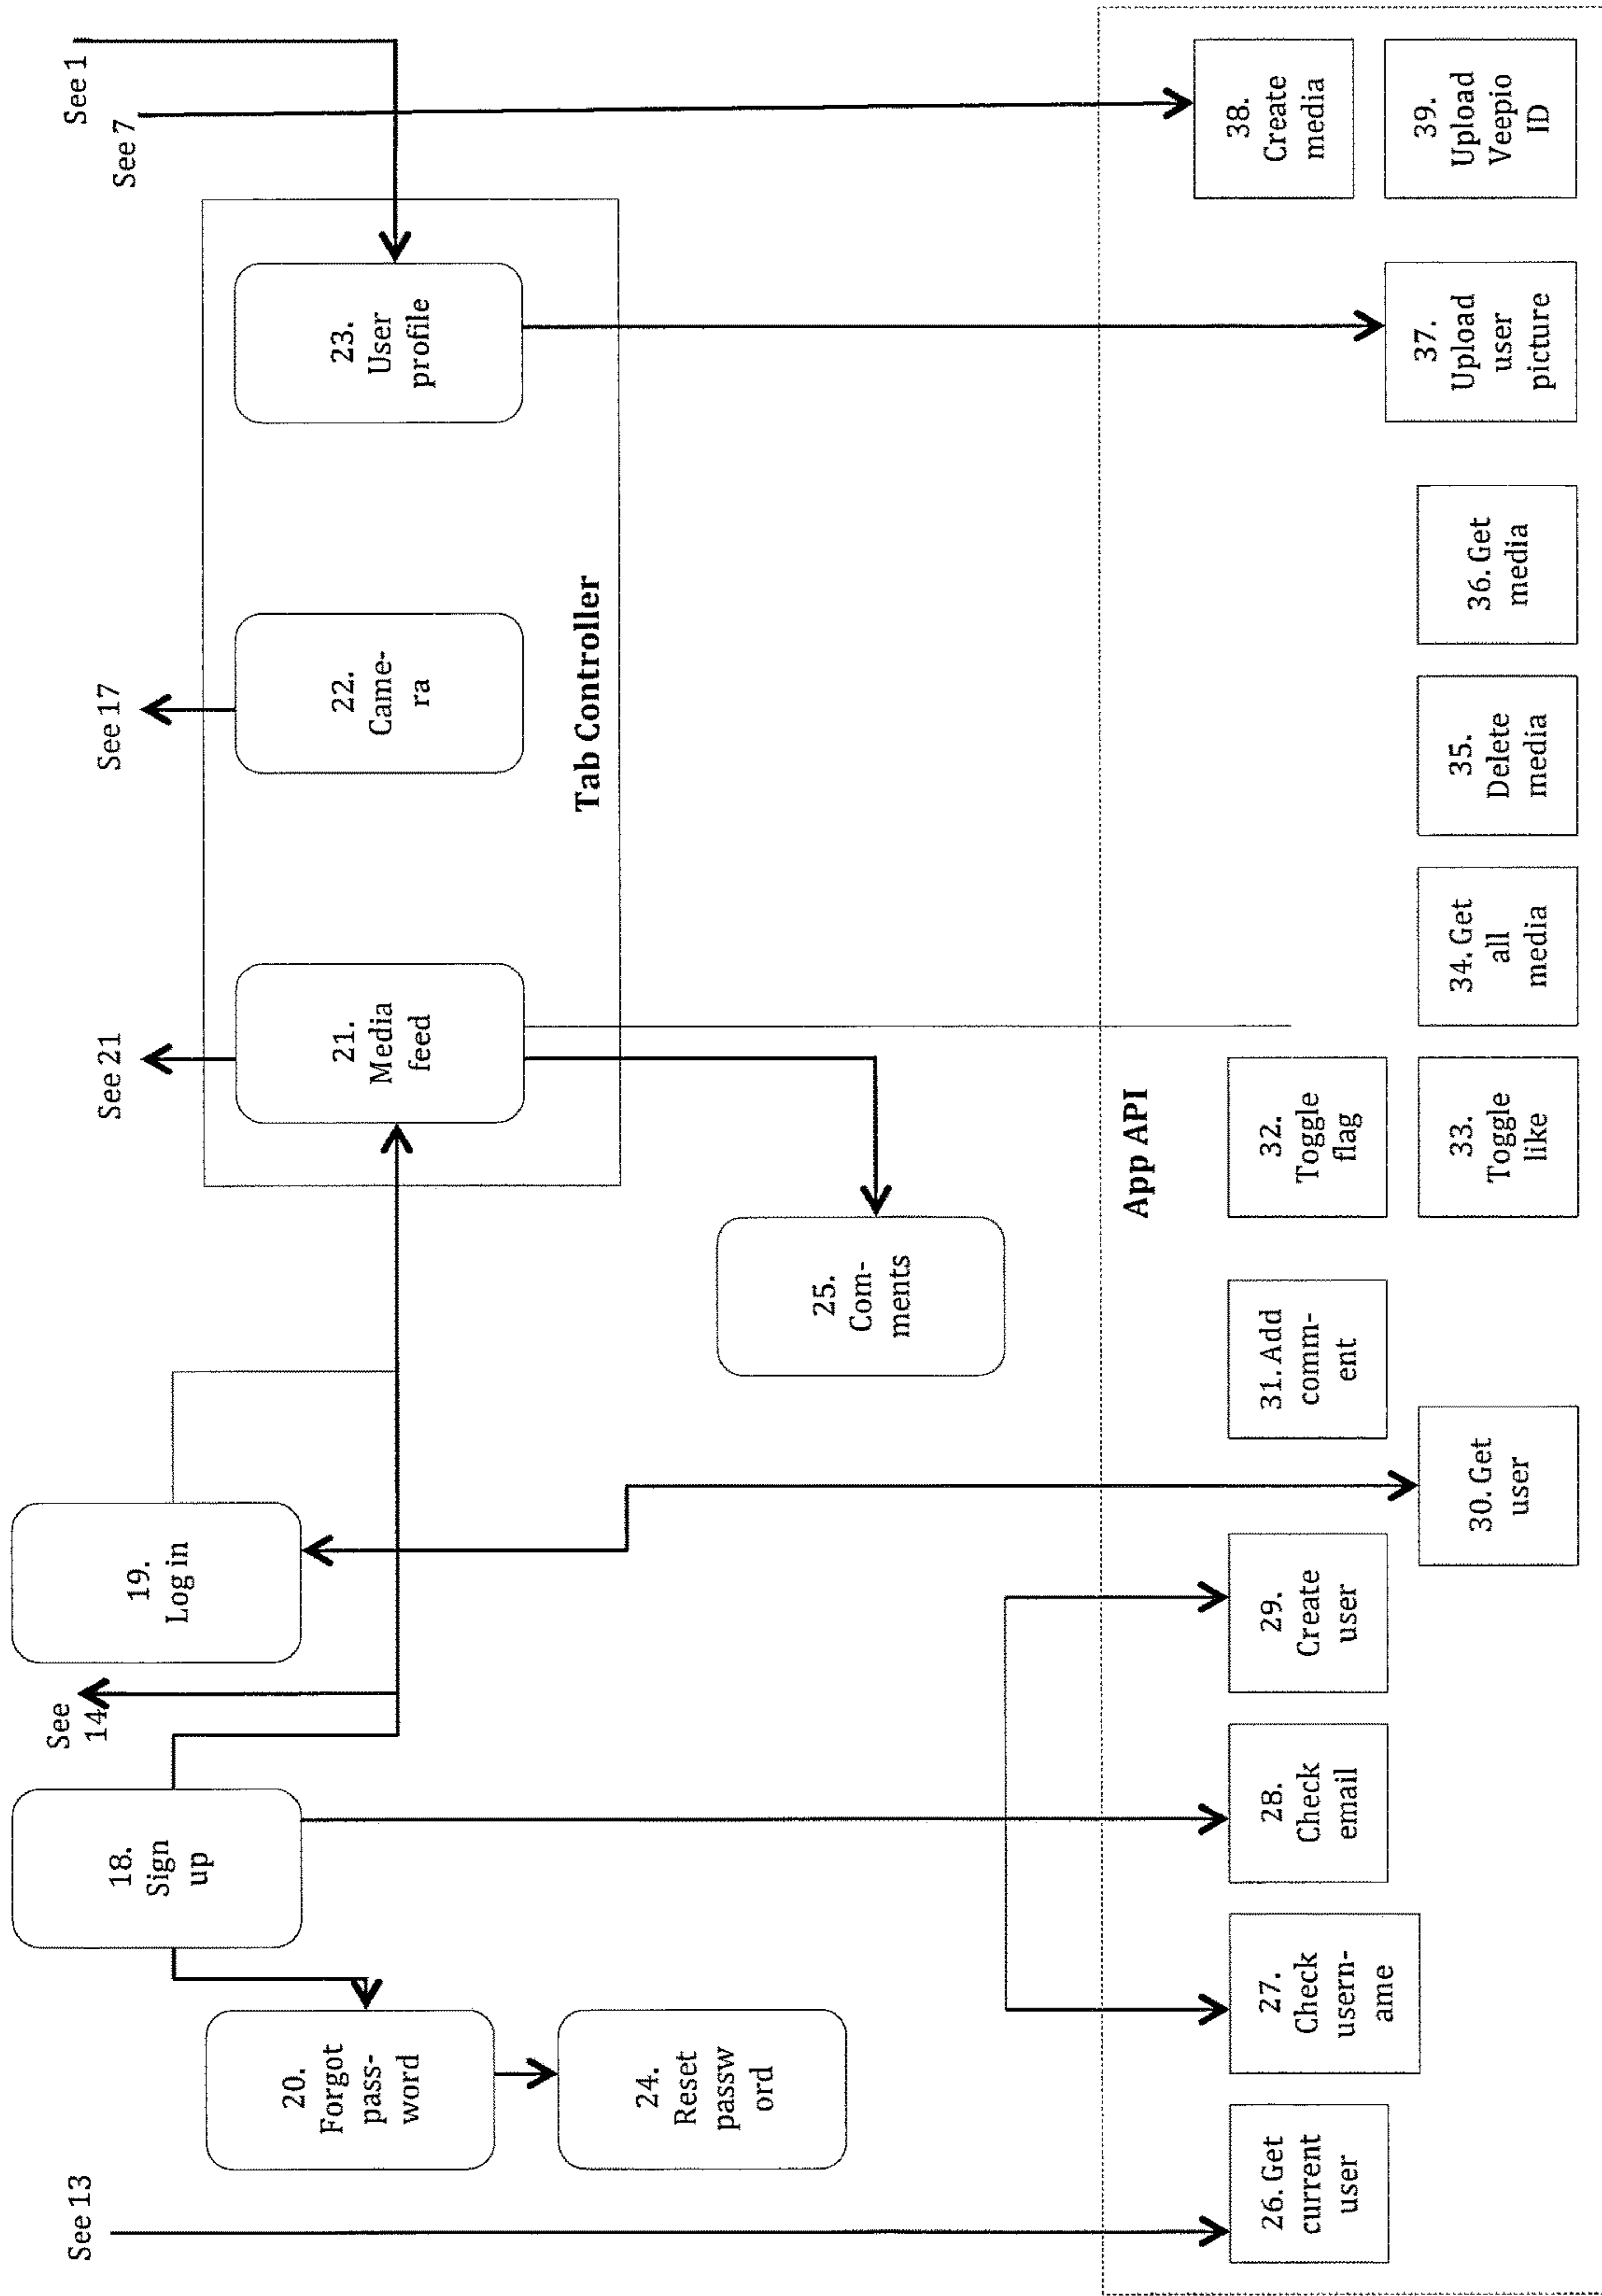 See 13
18.
Sign
up
See
14
19.
Log in
See 21
See 17
See 7
See 1
20.
Forgot
pass-
word
21.
Media
feed
22.
Came-
ra
23.
User
profile
Tab Controller
24.
Reset
passw
ord
25.
Com-
ments
App API
26. Get
current
user
27.
Check
usern-
ame
28.
Check
email
29.
Create
user
30. Get
user
31. Add
comm-
ent
32.
Toggle
flag
33.
Toggle
like
34. Get
all
media
35.
Delete
media
36. Get
media
37.
Upload
user
picture
38.
Create
media
39.
Upload
Veepio
ID